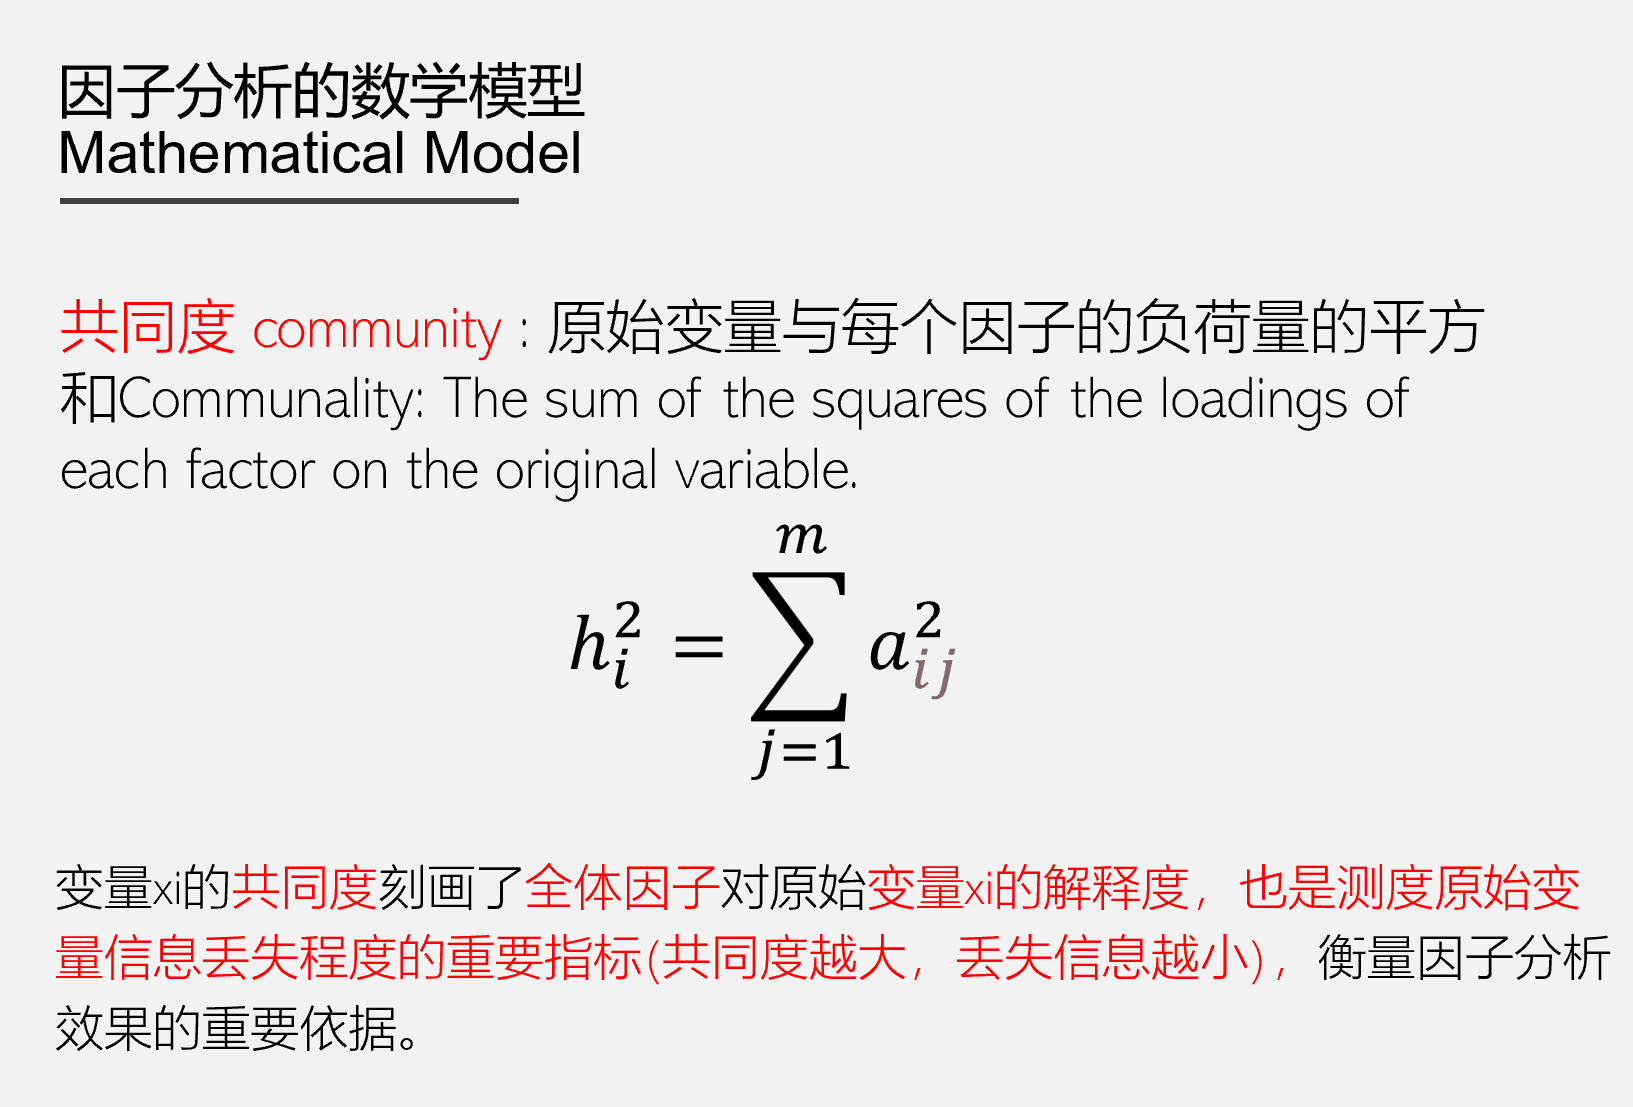 因子分析的数学模型
Mathematical Model
共同度 community : 原始变量与每个因子的负荷量的平方
和Communality: The sum of the squares of the loadings of
each factor on the original variable.
h_i^2 = \sum_{j=1}^{m} a_{ij}^2
变量xi的共同度刻画了全体因子对原始变量xi的解释度，也是测度原始变
量信息丢失程度的重要指标(共同度越大，丢失信息越小)，衡量因子分析
效果的重要依据。